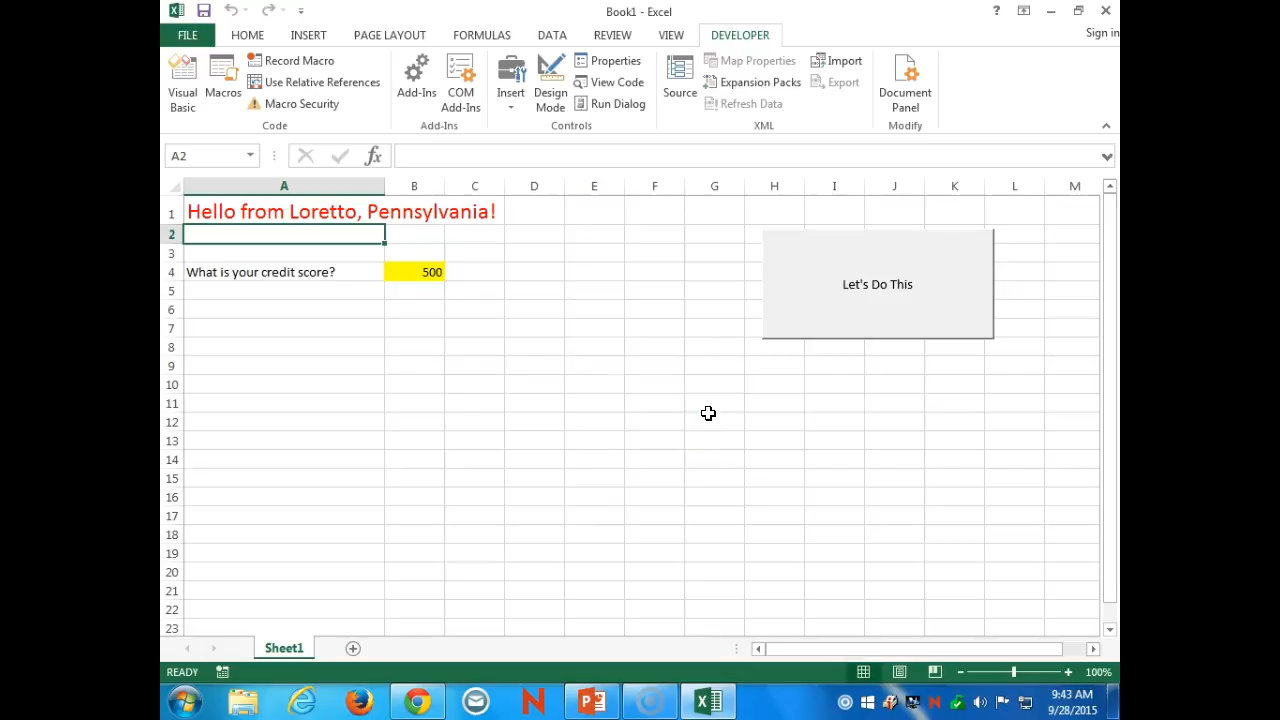 Book1 - Excel
?
FILE HOME INSERT PAGE LAYOUT FORMULAS DATA REVIEW VIEW DEVELOPER Sign in
Visual Basic
Macros
Record Macro
Use Relative References
Macro Security
Code
Add-Ins
COM Add-Ins
Add-Ins
Insert
Design Mode
Properties
View Code
Run Dialog
Controls
Source
Map Properties
Expansion Packs
Refresh Data
Import
Export
XML
Document Panel
Modify
A2
fx
A B C D E F G H I J K L M
1 Hello from Loretto, Pennsylvania!
2
3
4 What is your credit score? 500
Let's Do This
5
6
7
8
9
10
11
12
13
14
15
16
17
18
19
20
21
22
23
Sheet1
READY
100%
9:43 AM
9/28/2015